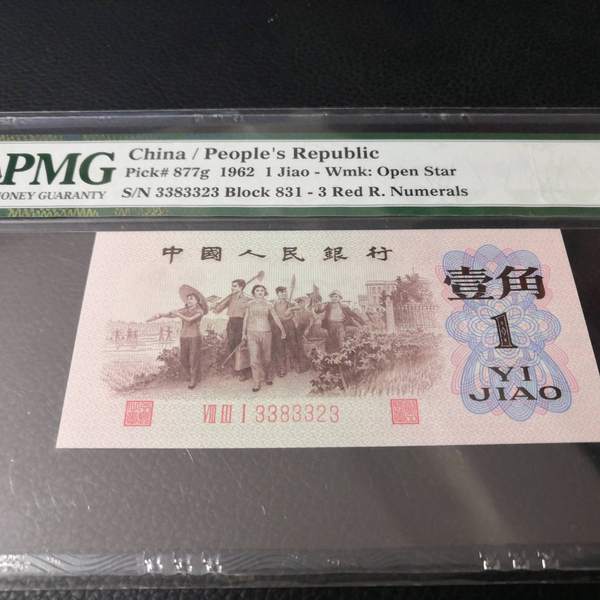 PMG
MONEY GUARANTY
China / People's Republic
Pick# 877g 1962 1 Jiao - Wmk: Open Star
S/N 3383323 Block 831 - 3 Red R. Numerals
中國人民銀行
壹角
1
YI
JIAO
VIII III I 3383323